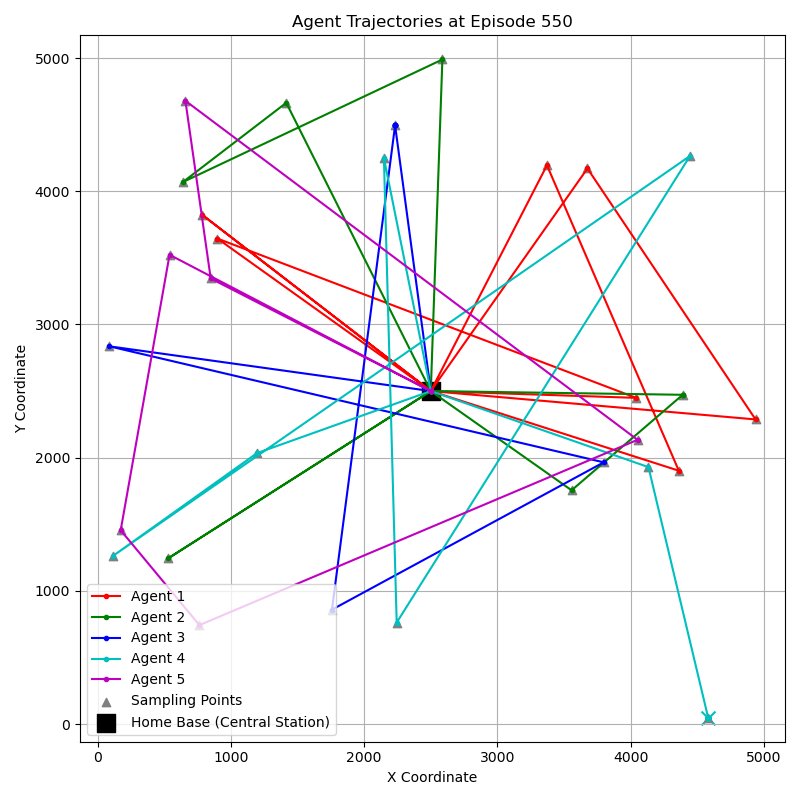 Agent Trajectories at Episode 550
Y Coordinate
5000
4000
3000
2000
1000
0
Agent 1
Agent 2
Agent 3
Agent 4
Agent 5
Sampling Points
Home Base (Central Station)
0 1000 2000 3000 4000 5000
X Coordinate